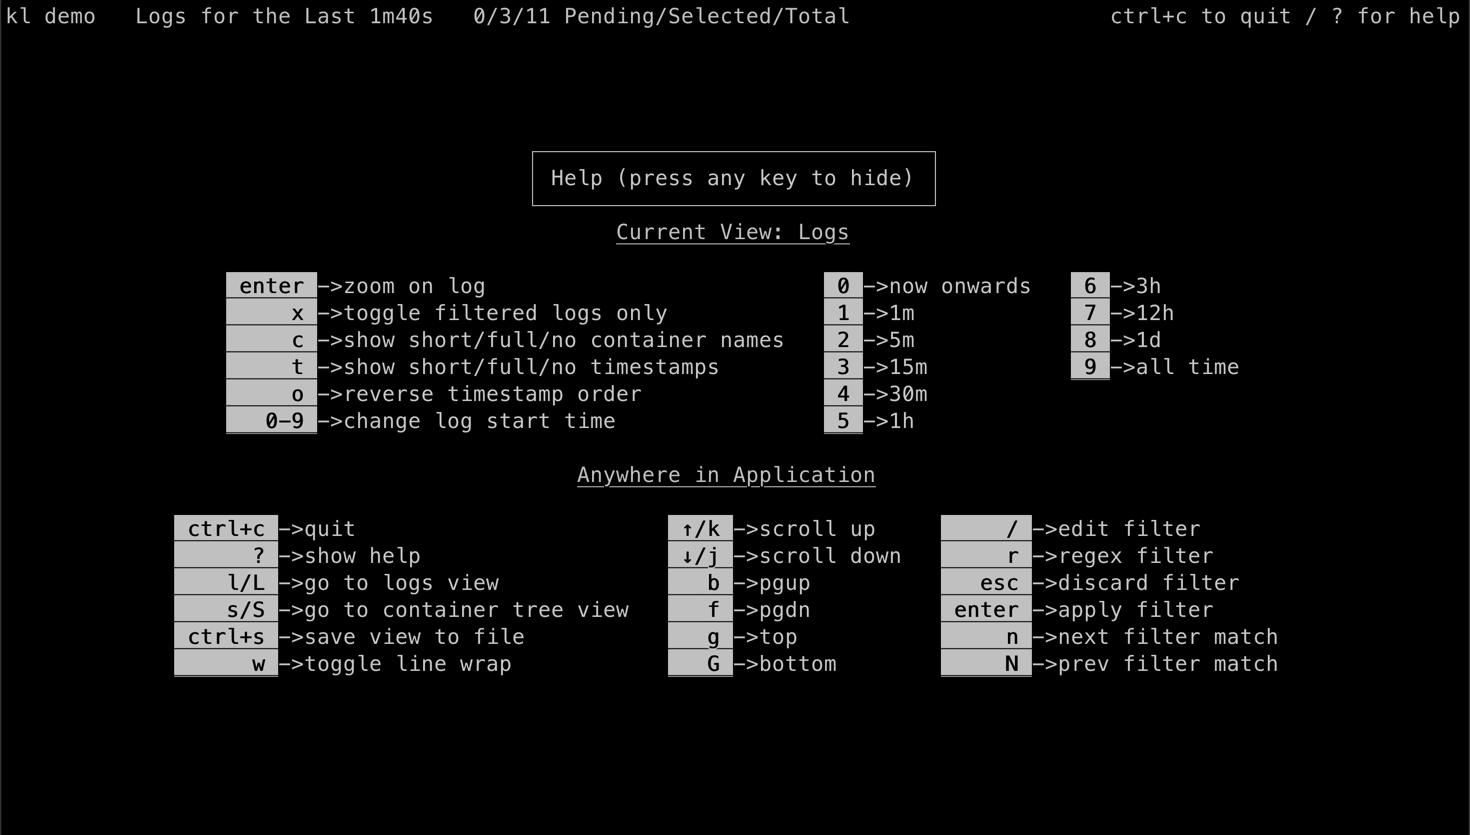 kl demo   Logs for the Last 1m40s   0/3/11 Pending/Selected/Total   ctrl+c to quit / ? for help
Help (press any key to hide)
Current View: Logs
enter ->zoom on log   0 ->now onwards   6 ->3h
x ->toggle filtered logs only   1 ->1m   7 ->12h
c ->show short/full/no container names   2 ->5m   8 ->1d
t ->show short/full/no timestamps   3 ->15m   9 ->all time
o ->reverse timestamp order   4 ->30m
0-9 ->change log start time   5 ->1h
Anywhere in Application
ctrl+c ->quit   ↑/k ->scroll up   / ->edit filter
? ->show help   ↓/j ->scroll down   r ->regex filter
l/L ->go to logs view   b ->pgup   esc ->discard filter
s/S ->go to container tree view   f ->pgdn   enter ->apply filter
ctrl+s ->save view to file   g ->top   n ->next filter match
w ->toggle line wrap   G ->bottom   N ->prev filter match